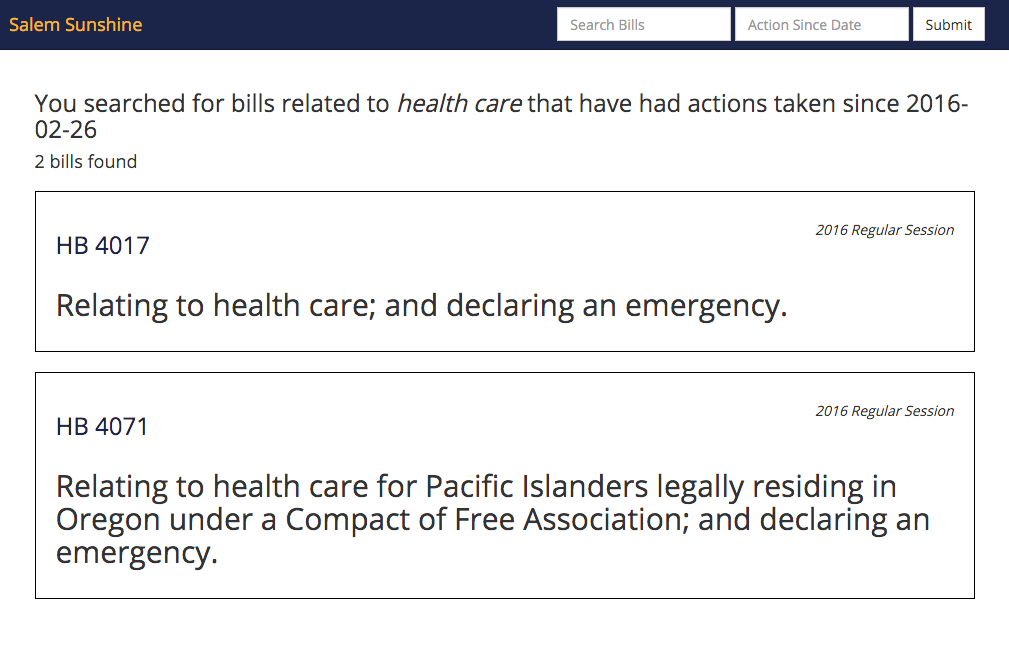 Salem Sunshine
Search Bills
Action Since Date
Submit
You searched for bills related to health care that have had actions taken since 2016-
02-26
2 bills found
2016 Regular Session
HB 4017
Relating to health care; and declaring an emergency.
2016 Regular Session
HB 4071
Relating to health care for Pacific Islanders legally residing in
Oregon under a Compact of Free Association; and declaring an
emergency.